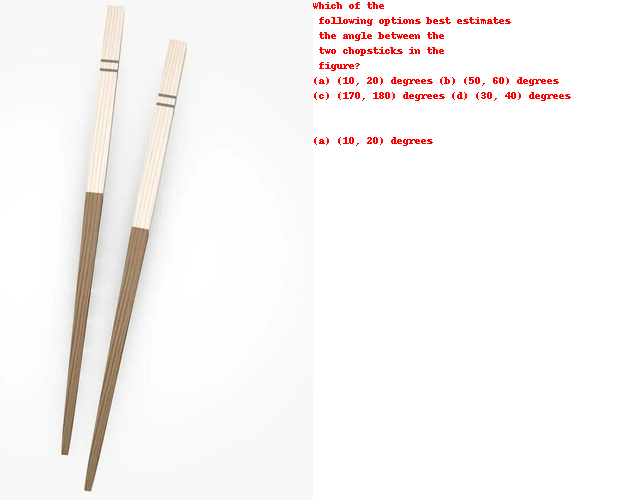 Which of the
following options best estimates
the angle between the
two chopsticks in the
figure?
(a) (10, 20) degrees (b) (50, 60) degrees
(c) (170, 180) degrees (d) (30, 40) degrees
(a) (10, 20) degrees